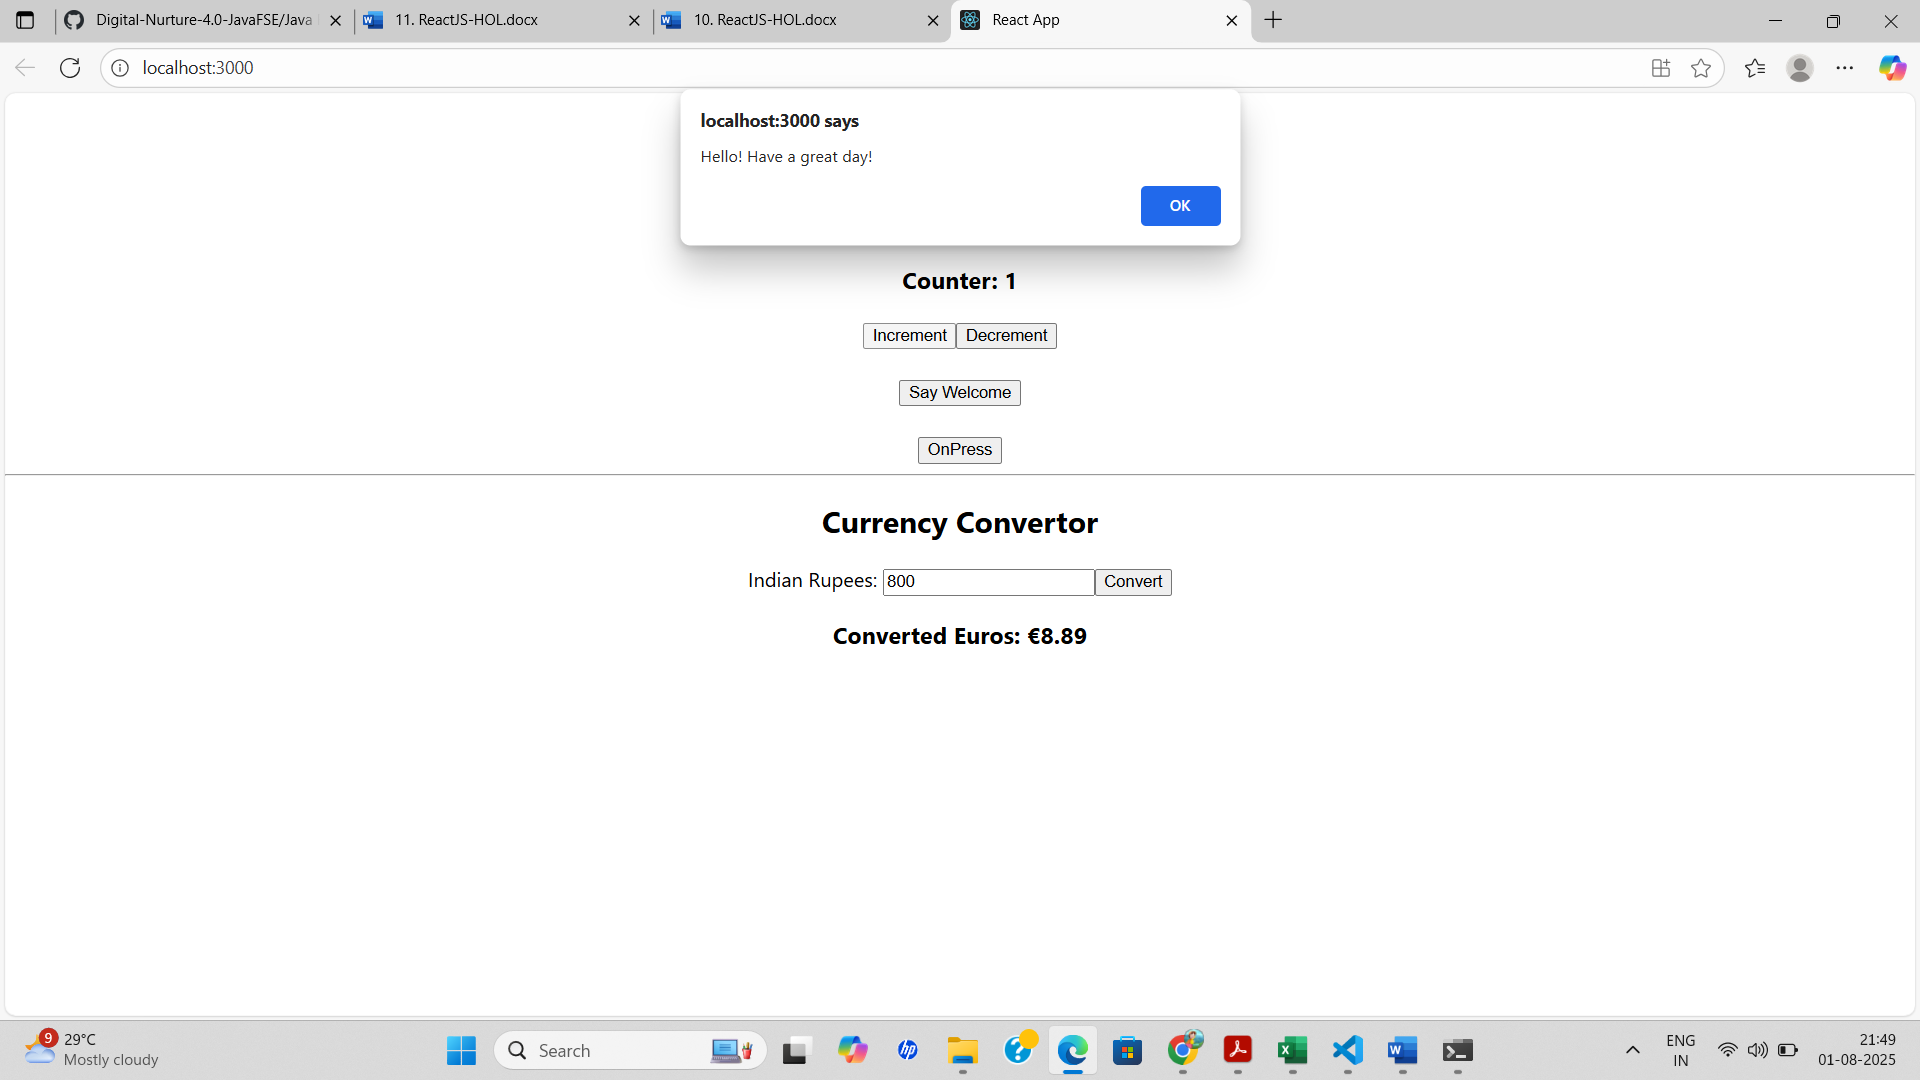 Digital-Nurture-4.0-JavaFSE/Java
11. ReactJS-HOL.docx
10. ReactJS-HOL.docx
React App
localhost:3000
localhost:3000 says
Hello! Have a great day!
OK
Counter: 1
Increment Decrement
Say Welcome
OnPress
Currency Convertor
Indian Rupees: 800 Convert
Converted Euros: €8.89
9
29°C
Mostly cloudy
Search
hp
ENG
IN
21:49
01-08-2025